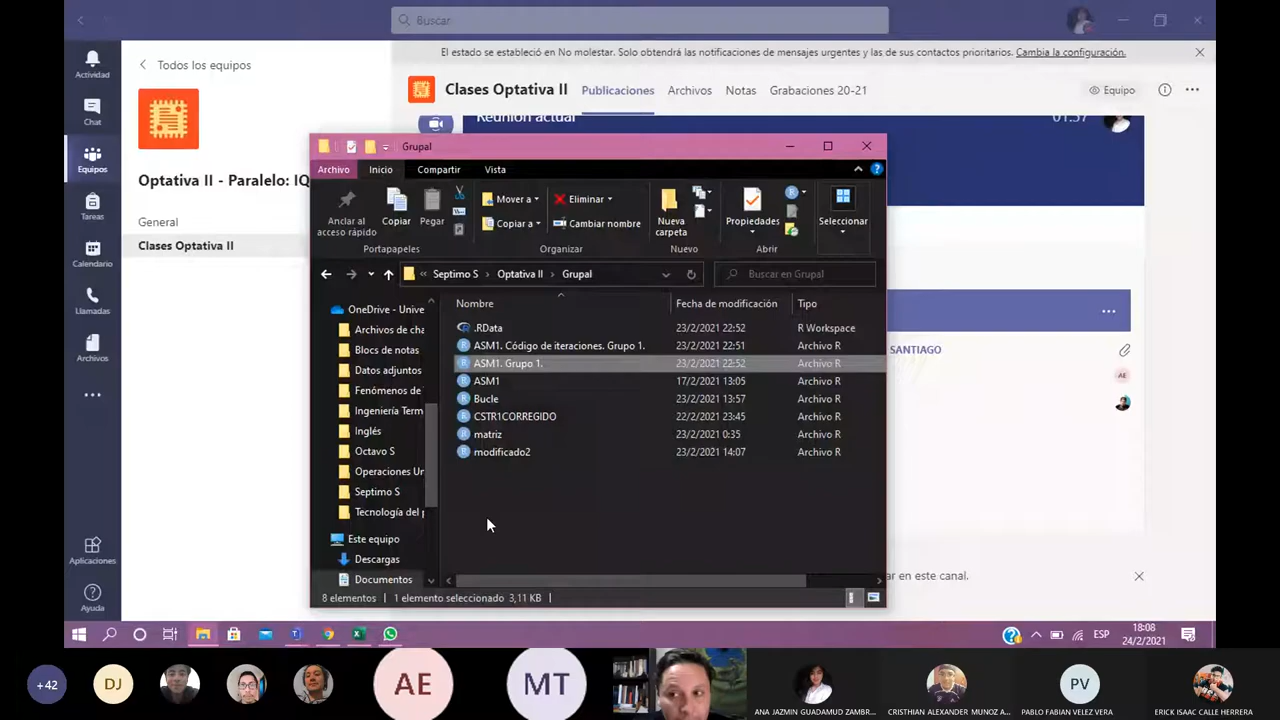 Buscar
El estado se estableció en No molestar. Solo obtendrá las notificaciones de mensajes urgentes y las de sus contactos prioritarios. Cambia la configuración.
Actividad
Chat
Equipos
Tareas
Calendario
Llamadas
Archivos
Aplicaciones
Ayuda
Todos los equipos
Optativa II - Paralelo: IQ
General
Clases Optativa II
Clases Optativa II
Publicaciones
Archivos
Notas
Grabaciones 20-21
Equipo
Reunión actual
01:57
SANTIAGO
AE
ar en este canal.
Grupal
Archivo
Inicio
Compartir
Vista
Anclar al acceso rápido
Copiar
Pegar
Portapapeles
Mover a
Copiar a
Eliminar
Cambiar nombre
Organizar
Nueva carpeta
Nuevo
Propiedades
Abrir
Seleccionar
« Septimo S > Optativa II > Grupal
Buscar en Grupal
OneDrive - Unive
Archivos de cha
Blocs de notas
Datos adjuntos
Fenómenos de
Ingeniería Term
Inglés
Octavo S
Operaciones Un
Septimo S
Tecnología del p
Este equipo
Descargas
Documentos
Nombre Fecha de modificación Tipo
.RData 23/2/2021 22:52 R Workspace
ASM1. Código de iteraciones. Grupo 1. 23/2/2021 22:51 Archivo R
ASM1. Grupo 1. 23/2/2021 22:52 Archivo R
ASM1 17/2/2021 13:05 Archivo R
Bucle 23/2/2021 13:57 Archivo R
CSTR1CORREGIDO 22/2/2021 23:45 Archivo R
matriz 23/2/2021 0:35 Archivo R
modificado2 23/2/2021 14:07 Archivo R
8 elementos 1 elemento seleccionado 3,11 KB
ESP
18:08
24/2/2021
+42
DJ
AE
MT
ANA JAZMIN GUADAMUD ZAMBR...
CRISTHIAN ALEXANDER MUNOZ A...
PV
PABLO FABIAN VELEZ VERA
ERICK ISAAC CALLE HERRERA